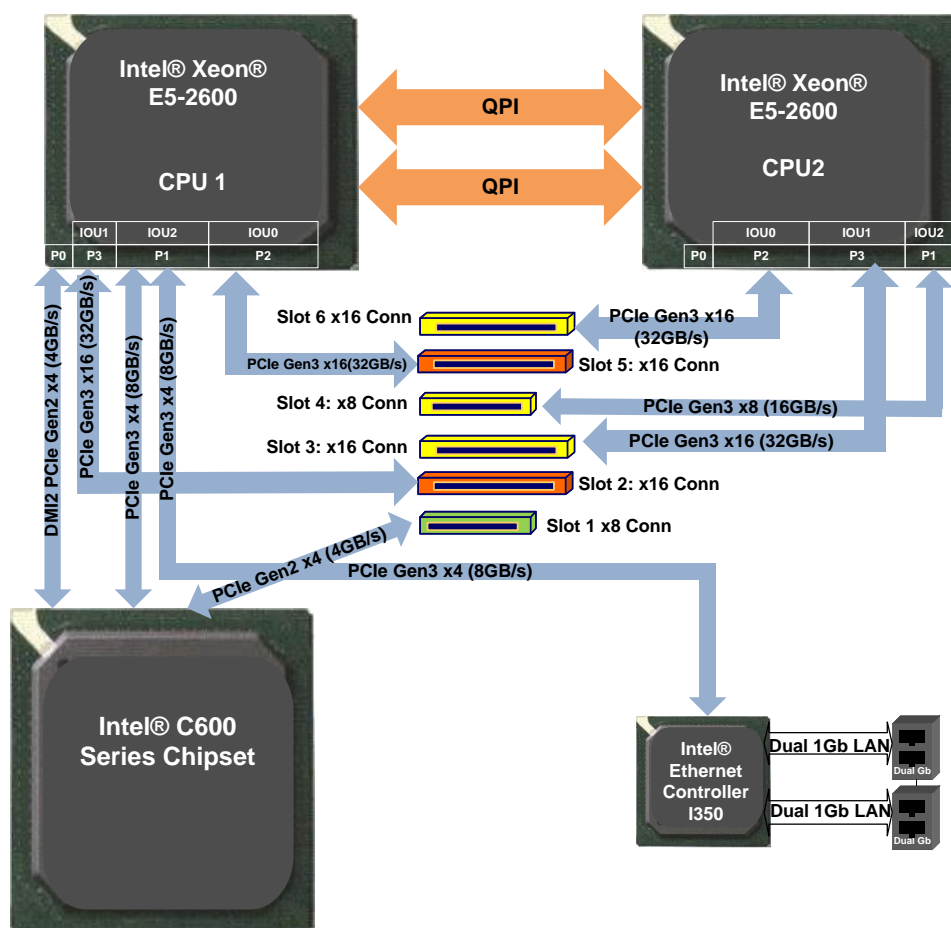 Intel® Xeon®
E5-2600
CPU 1
IOU1
IOU2
IOU0
P0
P3
P1
P2
QPI
QPI
Intel® Xeon®
E5-2600
CPU2
IOU0
IOU1
IOU2
P0
P2
P3
P1
DMI2 PCIe Gen2 x4 (4GB/s)
PCIe Gen3 x16 (32GB/s)
PCIe Gen3 x4 (8GB/s)
PCIe Gen3 x4 (8GB/s)
Slot 6 x16 Conn
PCIe Gen3 x16
(32GB/s)
PCIe Gen3 x16(32GB/s)
Slot 5: x16 Conn
Slot 4: x8 Conn
PCIe Gen3 x8 (16GB/s)
Slot 3: x16 Conn
PCIe Gen3 x16 (32GB/s)
Slot 2: x16 Conn
Slot 1 x8 Conn
PCIe Gen2 x4 (4GB/s)
PCIe Gen3 x4 (8GB/s)
Intel® C600
Series Chipset
Intel®
Ethernet
Controller
I350
Dual 1Gb LAN
Dual Gb
Dual 1Gb LAN
Dual Gb